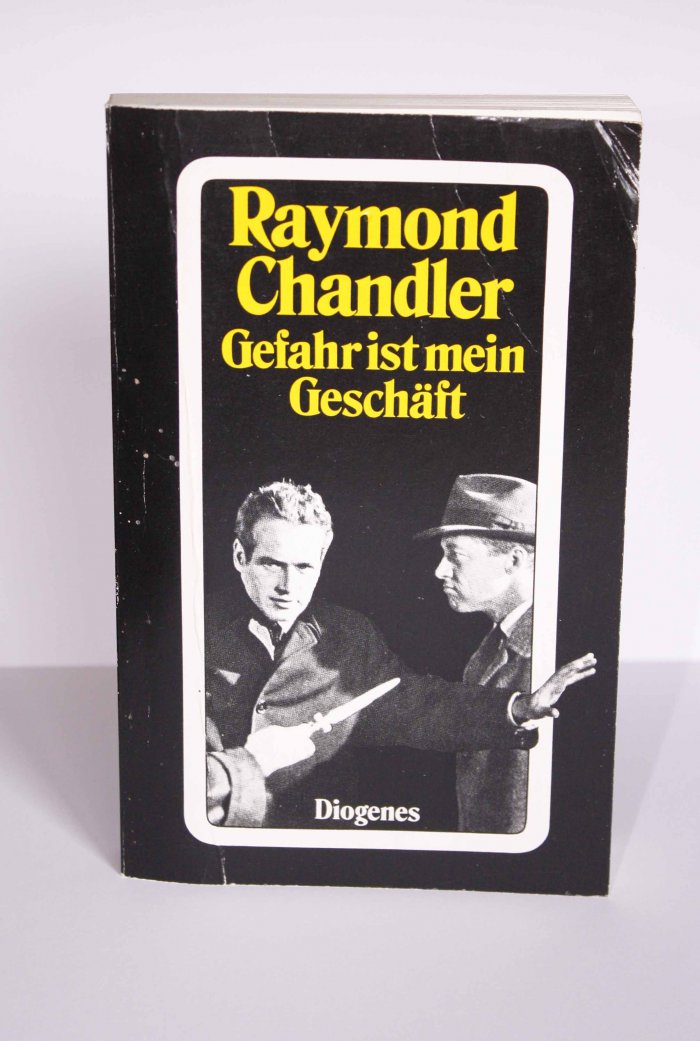 Raymond
Chandler
Gefahr ist mein
Geschäft
Diogenes